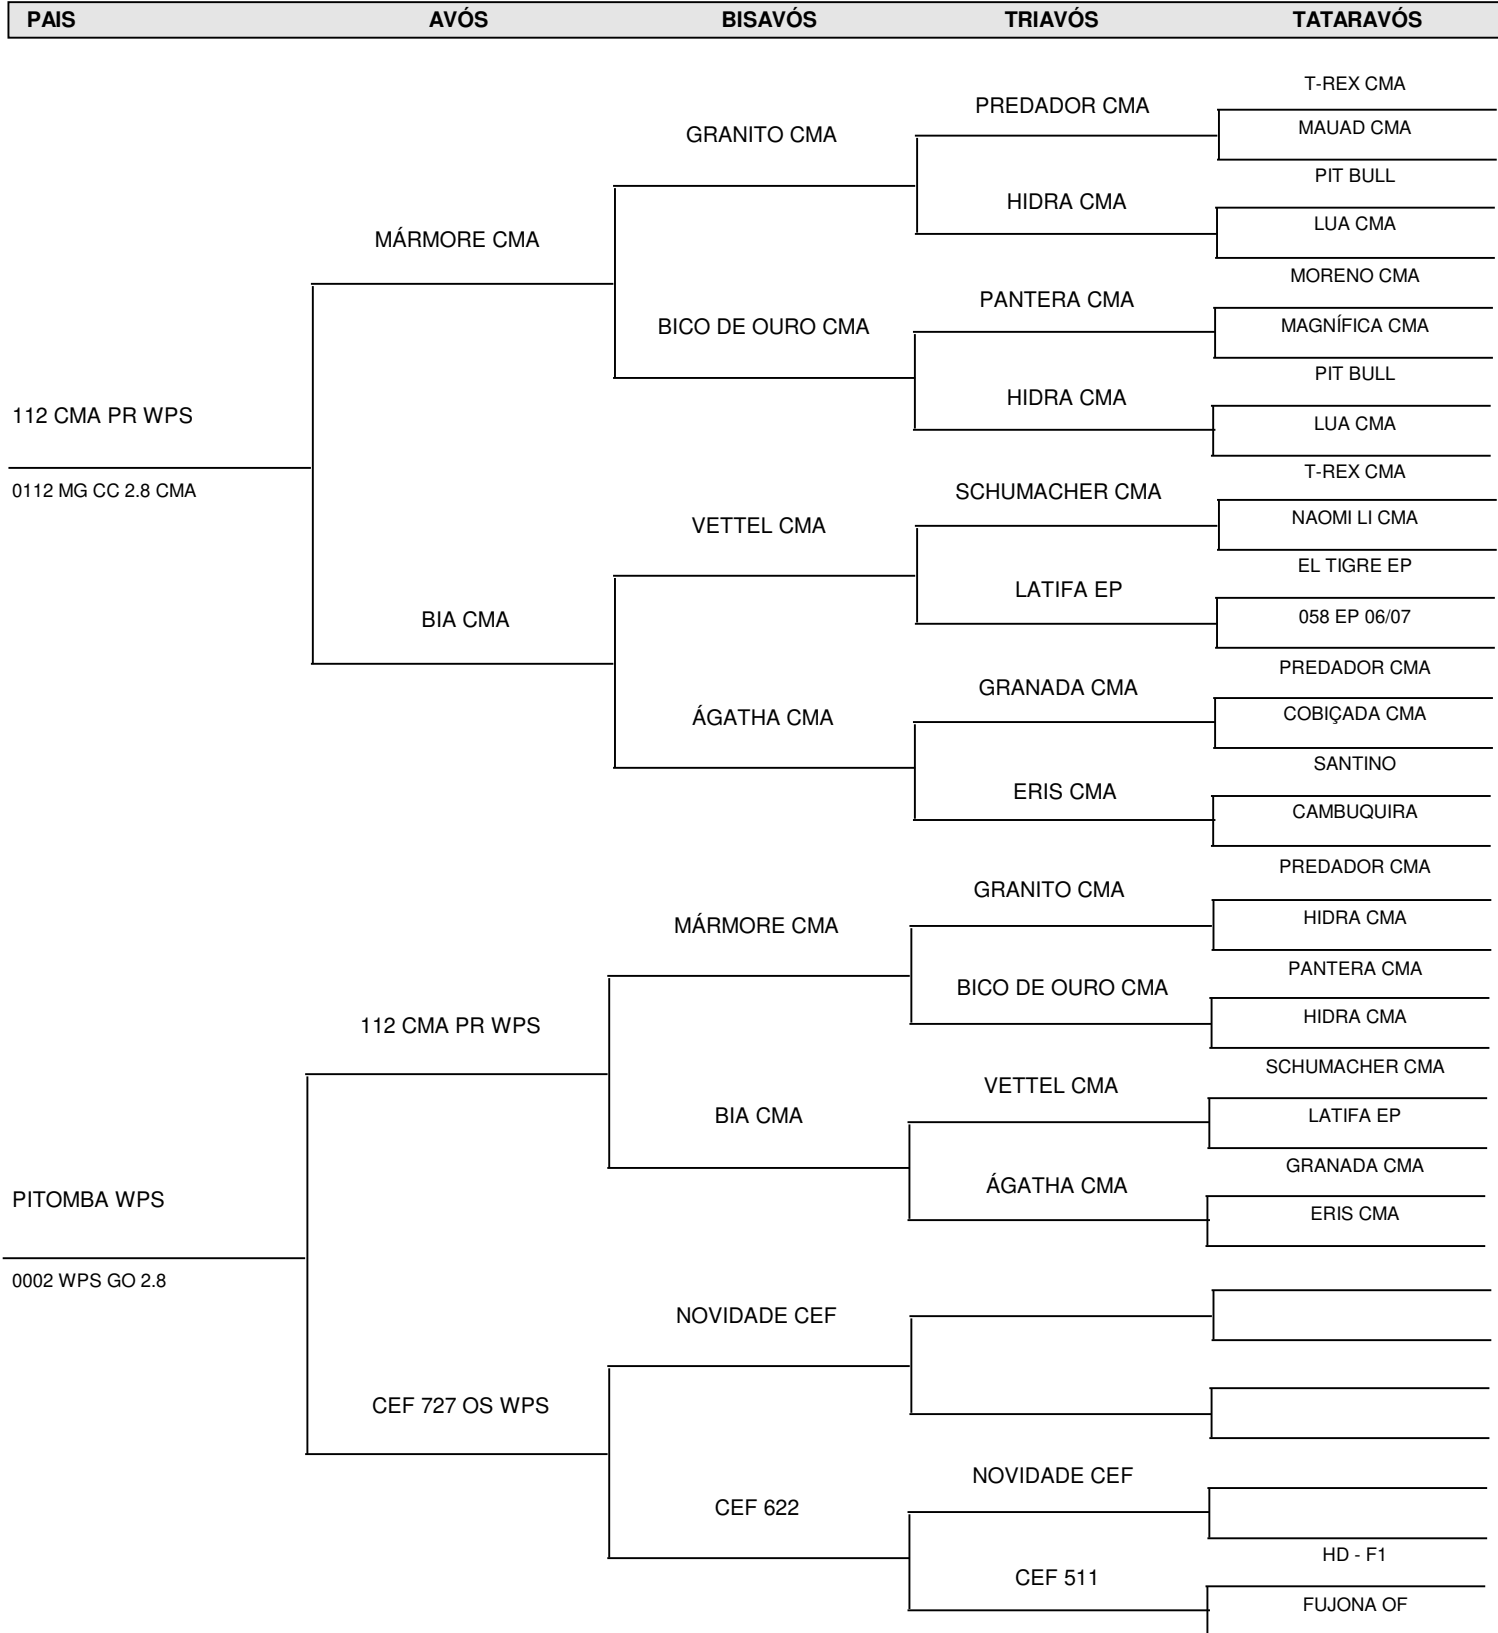 PAIS AVÓS BISAVÓS TRIAVÓS TATARAVÓS
T-REX CMA
PREDADOR CMA
MAUAD CMA
GRANITO CMA
PIT BULL
HIDRA CMA
LUA CMA
MÁRMORE CMA
MORENO CMA
PANTERA CMA
MAGNÍFICA CMA
BICO DE OURO CMA
PIT BULL
HIDRA CMA
LUA CMA
112 CMA PR WPS
0112 MG CC 2.8 CMA
T-REX CMA
SCHUMACHER CMA
NAOMI LI CMA
VETTEL CMA
EL TIGRE EP
LATIFA EP
058 EP 06/07
BIA CMA
PREDADOR CMA
GRANADA CMA
COBIÇADA CMA
ÁGATHA CMA
SANTINO
ERIS CMA
CAMBUQUIRA
PREDADOR CMA
GRANITO CMA
HIDRA CMA
MÁRMORE CMA
PANTERA CMA
BICO DE OURO CMA
HIDRA CMA
112 CMA PR WPS
SCHUMACHER CMA
VETTEL CMA
LATIFA EP
BIA CMA
GRANADA CMA
ÁGATHA CMA
ERIS CMA
PITOMBA WPS
0002 WPS GO 2.8
NOVIDADE CEF
CEF 727 OS WPS
NOVIDADE CEF
CEF 622
HD - F1
CEF 511
FUJONA OF